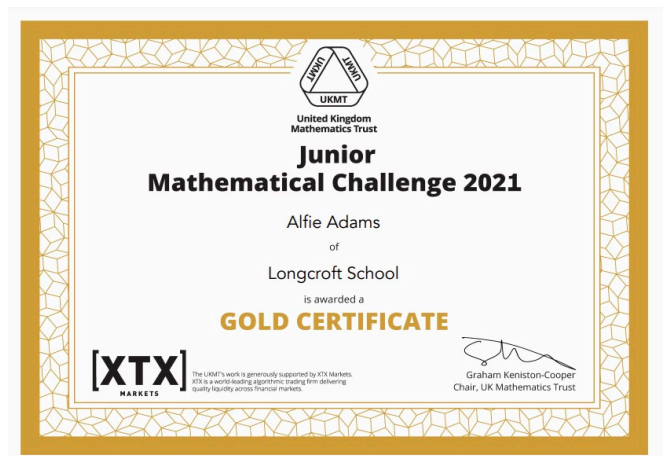 UKMT
UKMT
UKMT
United Kingdom
Mathematics Trust
Junior
Mathematical Challenge 2021
Alfie Adams
of
Longcroft School
is awarded a
GOLD CERTIFICATE
[XTX]
MARKETS
The UKMT's work is generously supported by XTX Markets.
XTX is a world-leading algorithmic trading firm delivering
quality liquidity across financial markets.
Graham Keniston-Cooper
Chair, UK Mathematics Trust